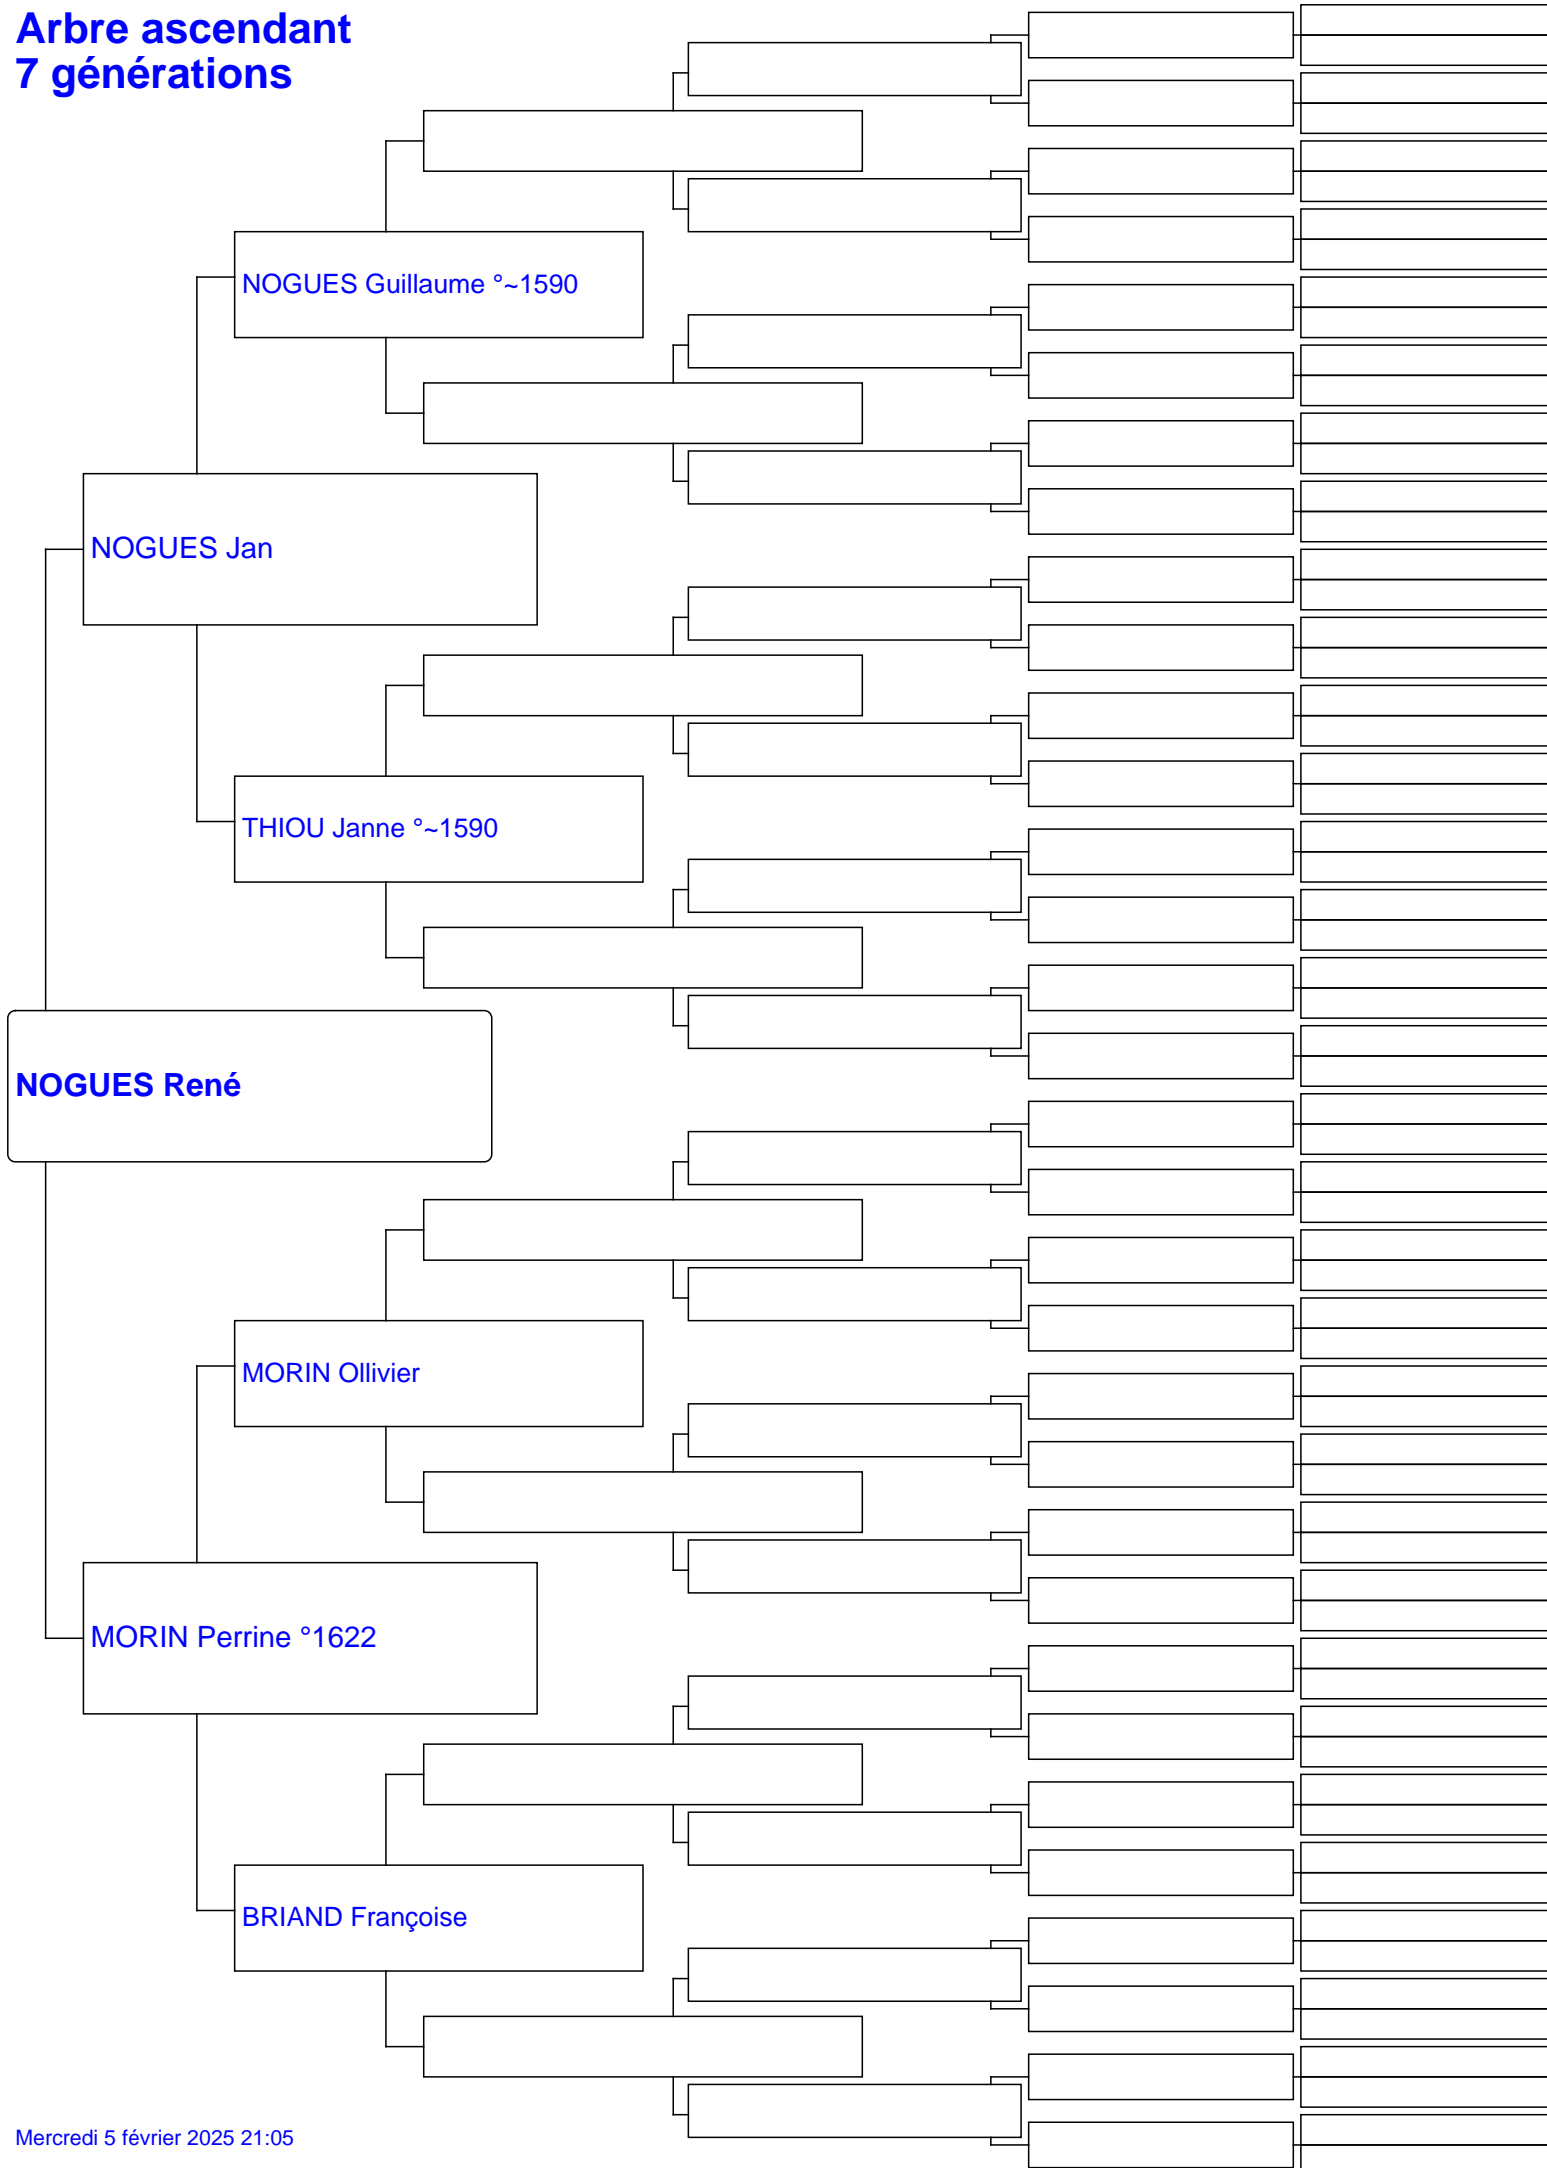 Arbre ascendant
7 générations
NOGUES Guillaume °~1590
NOGUES Jan
THIOU Janne °~1590
NOGUES René
MORIN Ollivier
MORIN Perrine °1622
BRIAND Françoise
Mercredi 5 février 2025 21:05